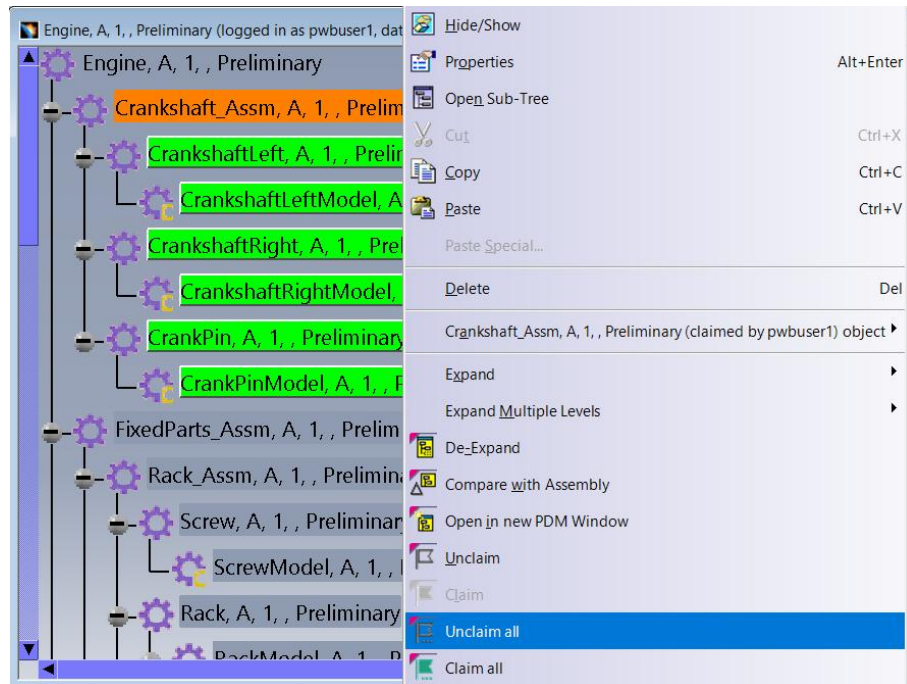 Engine, A, 1, , Preliminary (logged in as pwbuser1, dat
Engine, A, 1, , Preliminary
Crankshaft_Assm, A, 1, , Prelim
CrankshaftLeft, A, 1, , Prelir
CrankshaftLeftModel, A
CrankshaftRight, A, 1, , Prel
CrankshaftRightModel,
CrankPin, A, 1, , Preliminary
CrankPinModel, A, 1, , F
FixedParts_Assm, A, 1, , Prelim
Rack_Assm, A, 1, , Prelimina
Screw, A, 1, , Preliminar
ScrewModel, A, 1, ,
Rack, A, 1, , Preliminary
RackModel, A, 1, , P
Hide/Show
Properties Alt+Enter
Open Sub-Tree
Cut Ctrl+X
Copy Ctrl+C
Paste Ctrl+V
Paste Special...
Delete Del
Crankshaft_Assm, A, 1, , Preliminary (claimed by pwbuser1) object
Expand
Expand Multiple Levels
De-Expand
Compare with Assembly
Open in new PDM Window
Unclaim
Claim
Unclaim all
Claim all